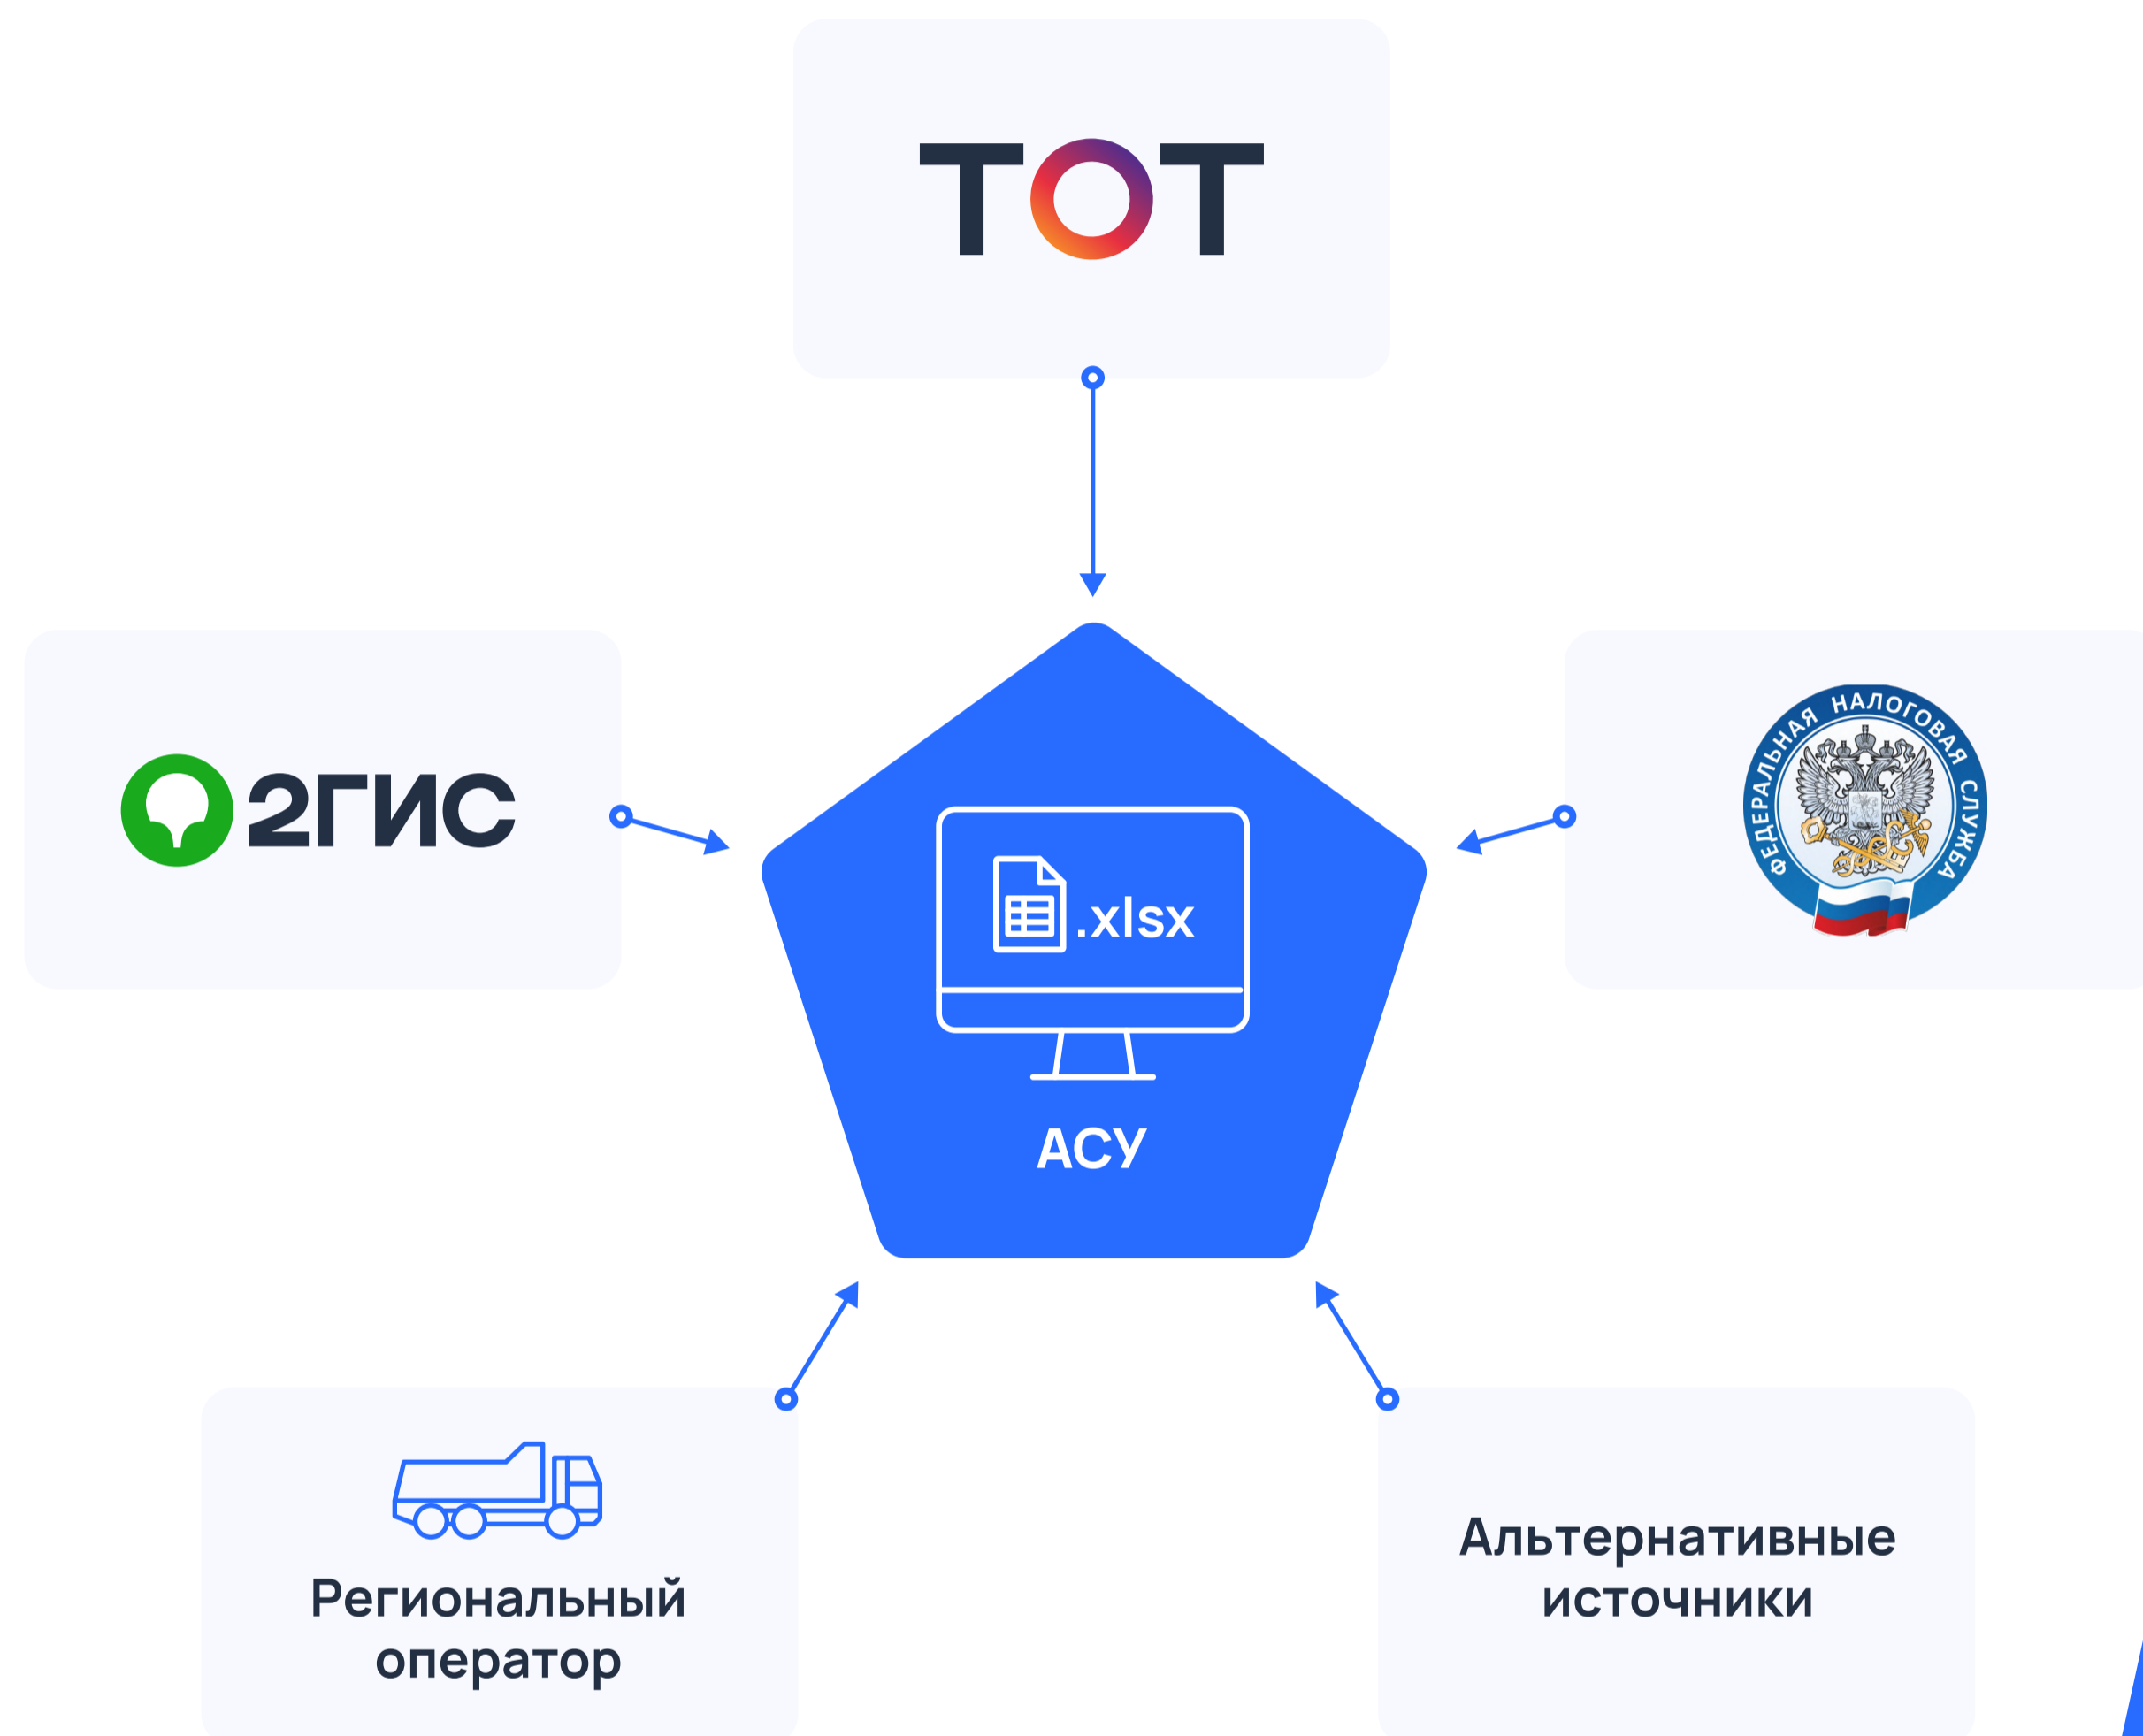 ТОТ
2ГИС
ФЕДЕРАЛЬНАЯ НАЛОГОВАЯ СЛУЖБА
.xlsx
АСУ
Региональный
оператор
Альтернативные
источники